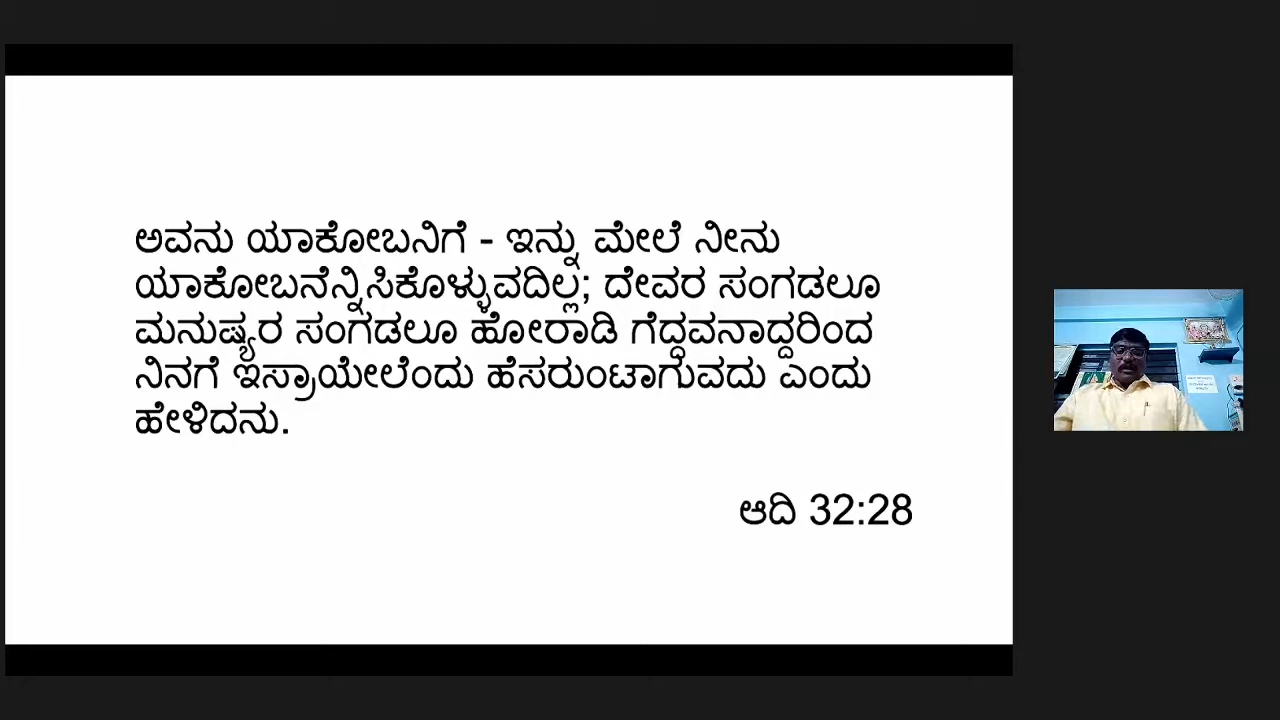 ಅವನು ಯಾಕೋಬನಿಗೆ - ಇನ್ನು ಮೇಲೆ ನೀನು
ಯಾಕೋಬನೆನ್ನಿಸಿಕೊಳ್ಳುವದಿಲ್ಲ; ದೇವರ ಸಂಗಡಲೂ
ಮನುಷ್ಯರ ಸಂಗಡಲೂ ಹೋರಾಡಿ ಗೆದ್ದವನಾದ್ದರಿಂದ
ನಿನಗೆ ಇಸ್ರಾಯೇಲೆಂದು ಹೆಸರುಂಟಾಗುವದು ಎಂದು
ಹೇಳಿದನು.
ಆದಿ 32:28